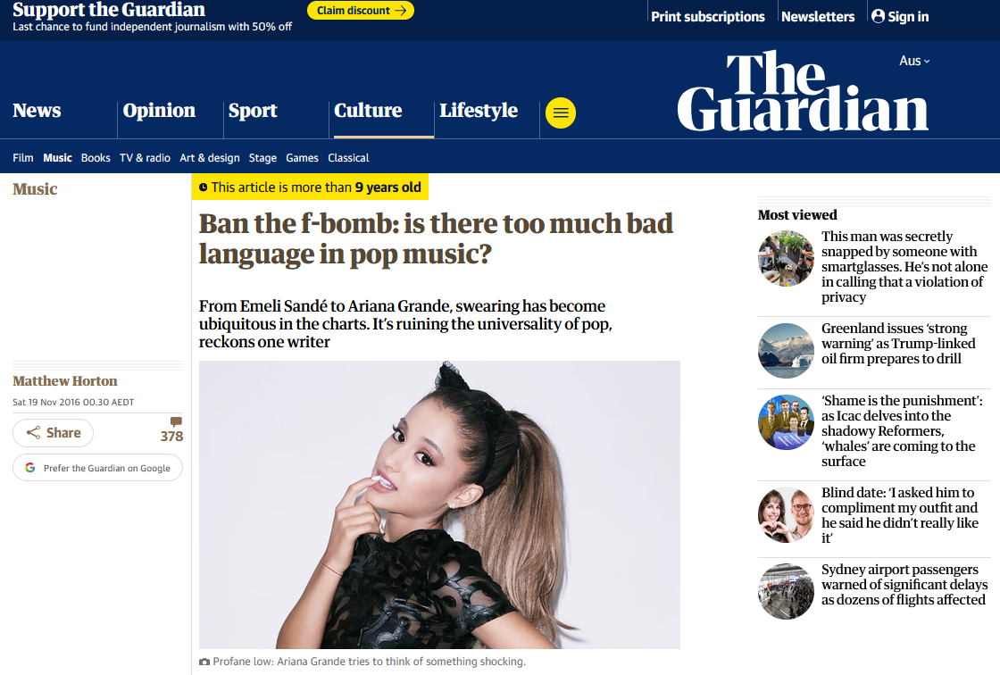 Support the Guardian
Last chance to fund independent journalism with 50% off
Claim discount →
Print subscriptions
Newsletters
Sign in
Aus
The
Guardian
News
Opinion
Sport
Culture
Lifestyle
Film
Music
Books
TV & radio
Art & design
Stage
Games
Classical
Music
This article is more than 9 years old
Ban the f-bomb: is there too much bad
language in pop music?
From Emeli Sandé to Ariana Grande, swearing has become
ubiquitous in the charts. It’s ruining the universality of pop,
reckons one writer
Matthew Horton
Sat 19 Nov 2016 00.30 AEDT
Share
378
Prefer the Guardian on Google
Profane low: Ariana Grande tries to think of something shocking.
Most viewed
This man was secretly
snapped by someone with
smartglasses. He’s not alone
in calling that a violation of
privacy
Greenland issues ‘strong
warning’ as Trump-linked
oil firm prepares to drill
‘Shame is the punishment’:
as Icac delves into the
shadowy Reformers,
‘whales’ are coming to the
surface
Blind date: ‘I asked him to
compliment my outfit and
he said he didn’t really like
it’
Sydney airport passengers
warned of significant delays
as dozens of flights affected